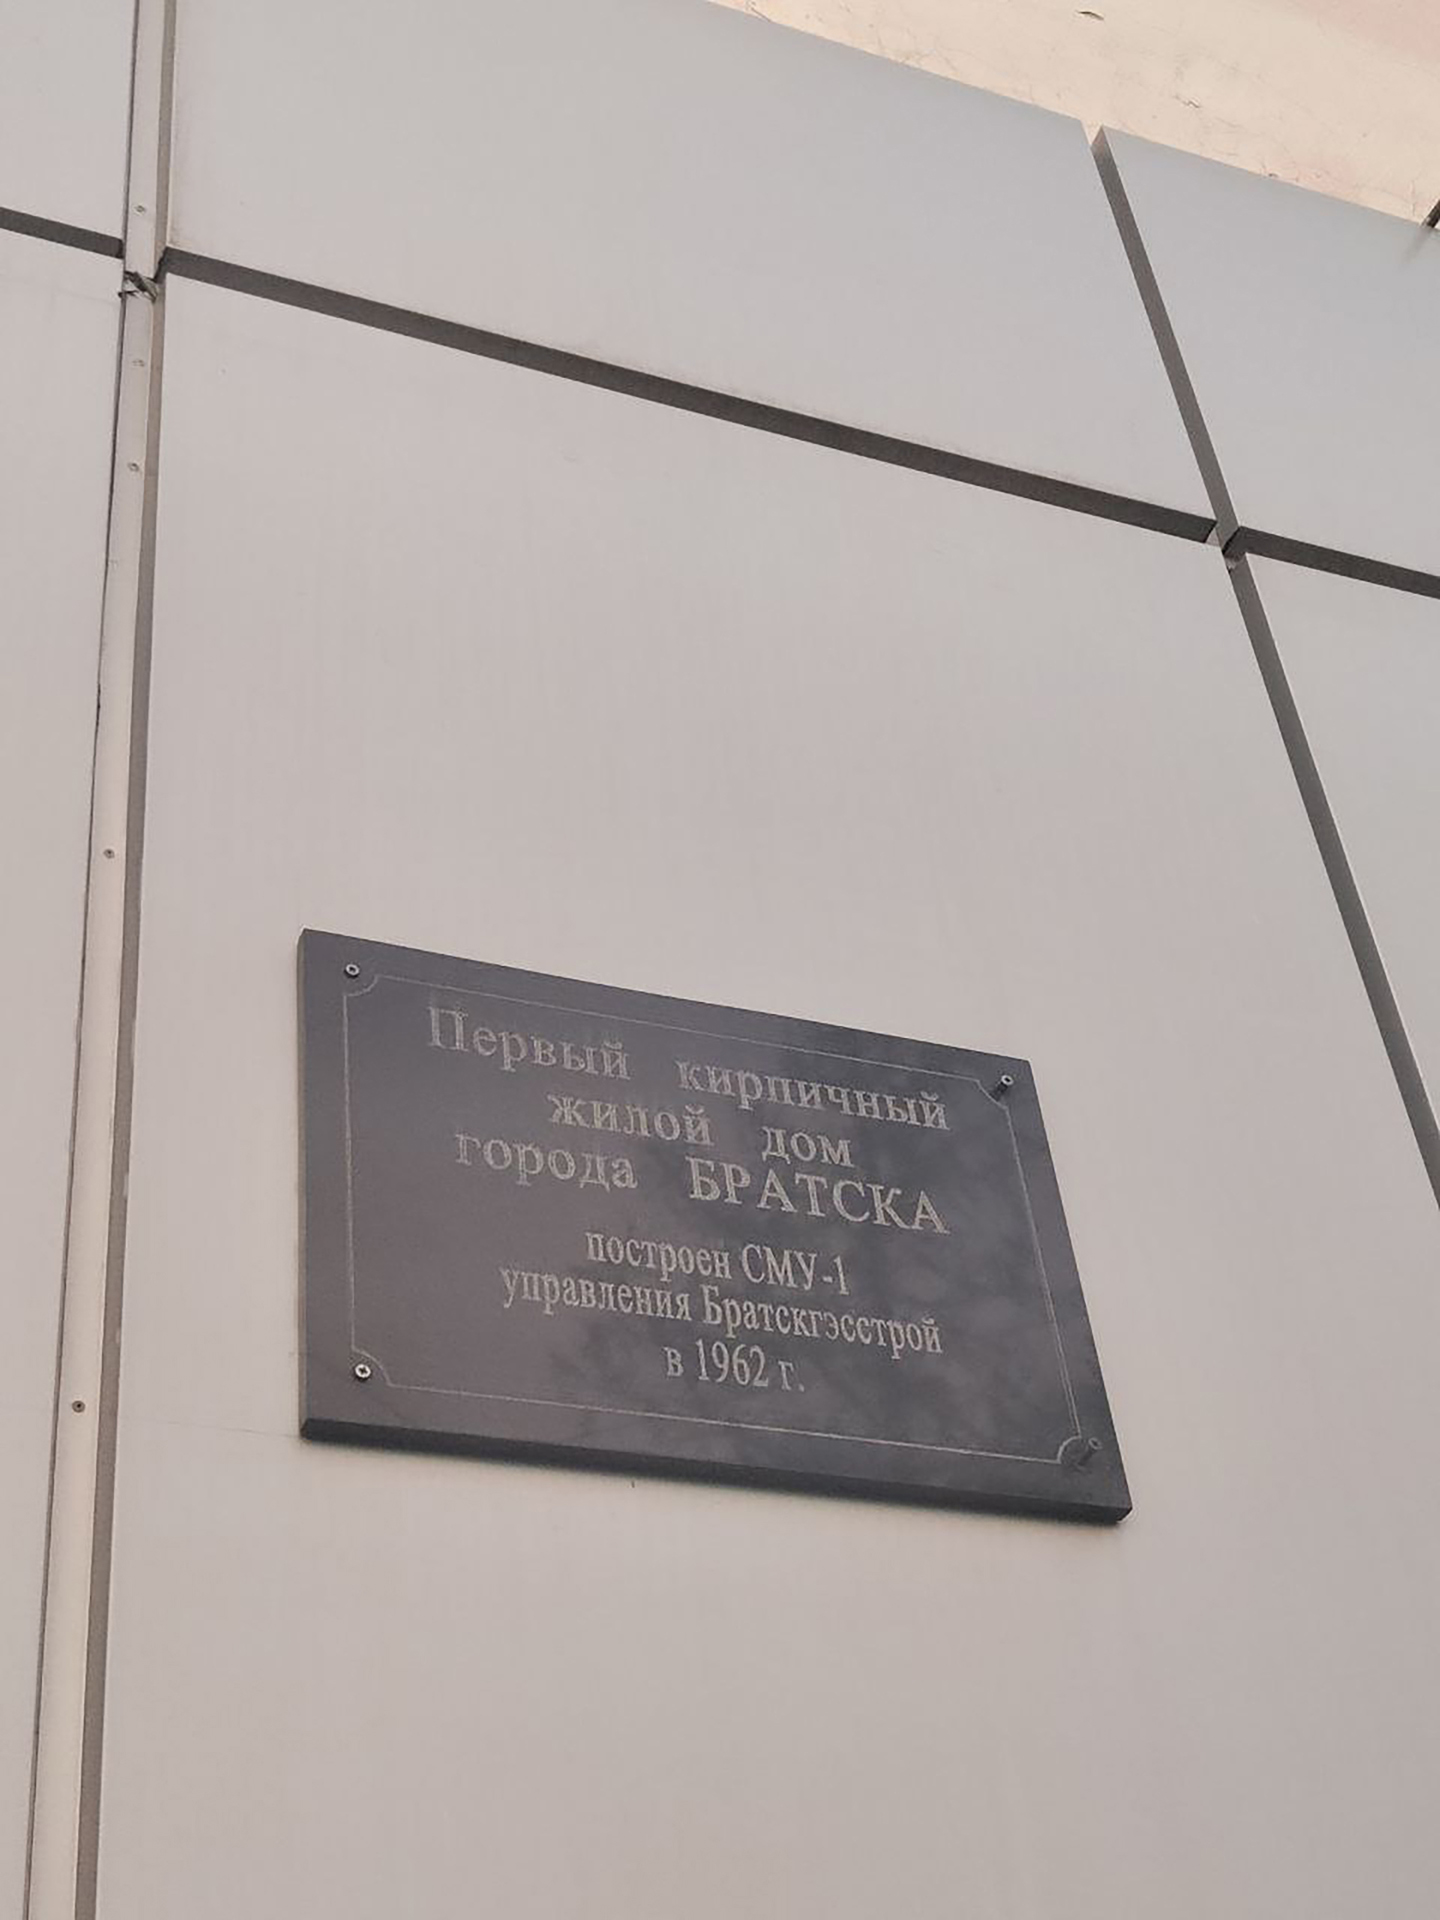 Первый кирпичный
жилой дом
города БРАТСКА
построен СМУ-1
управления Братскгэсстрой
в 1962 г.